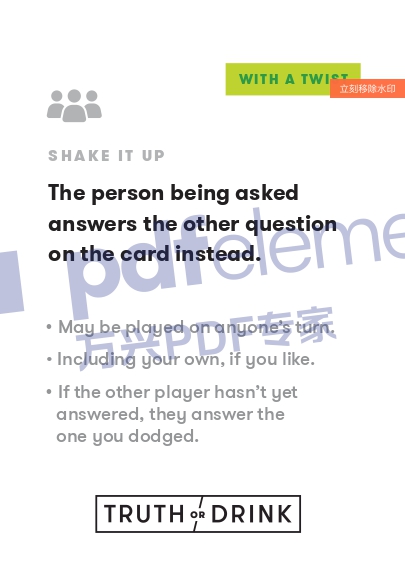 WITH A TWIST
立刻移除水印
SHAKE IT UP
The person being asked
answers the other question
on the card instead.
pdfeleme
• May be played on anyone's turn.
万兴PDF专家
• Including your own, if you like.
• If the other player hasn't yet
answered, they answer the
one you dodged.
TRUTH OR DRINK